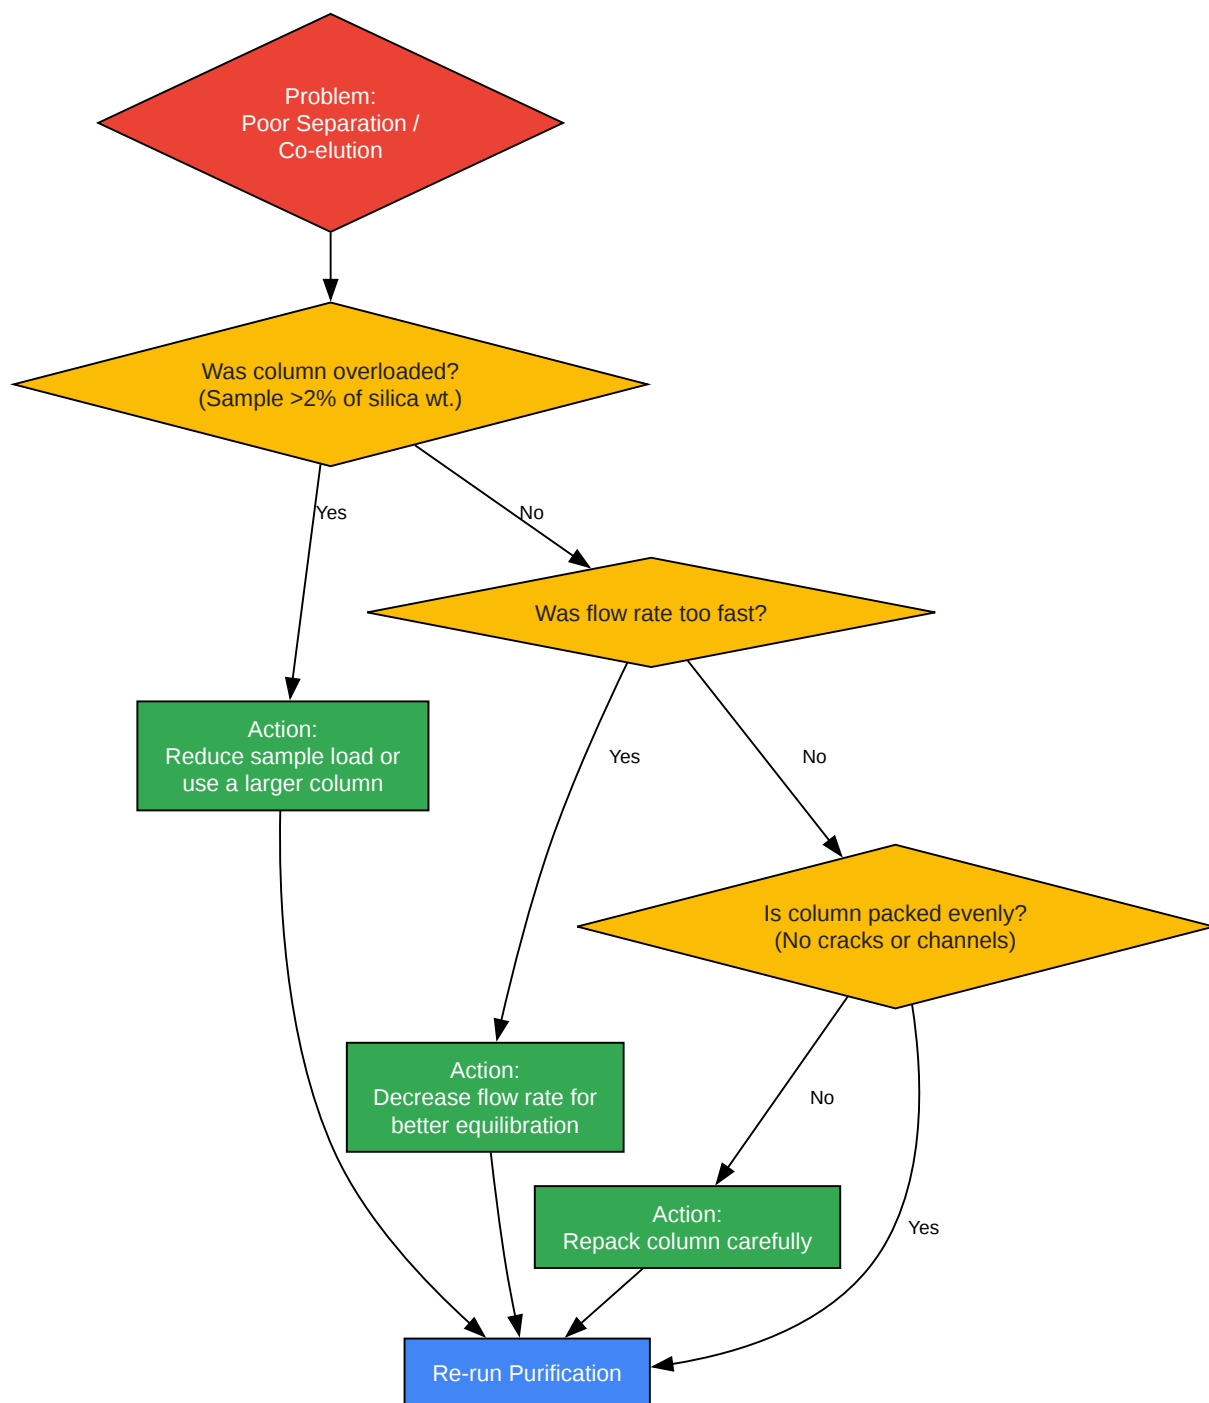 Problem:
Poor Separation /
Co-elution
Was column overloaded?
(Sample >2% of silica wt.)
Yes
No
Was flow rate too fast?
Action:
Reduce sample load or
use a larger column
Yes
No
Is column packed evenly?
(No cracks or channels)
Action:
Decrease flow rate for
better equilibration
No
Action:
Repack column carefully
Yes
Re-run Purification